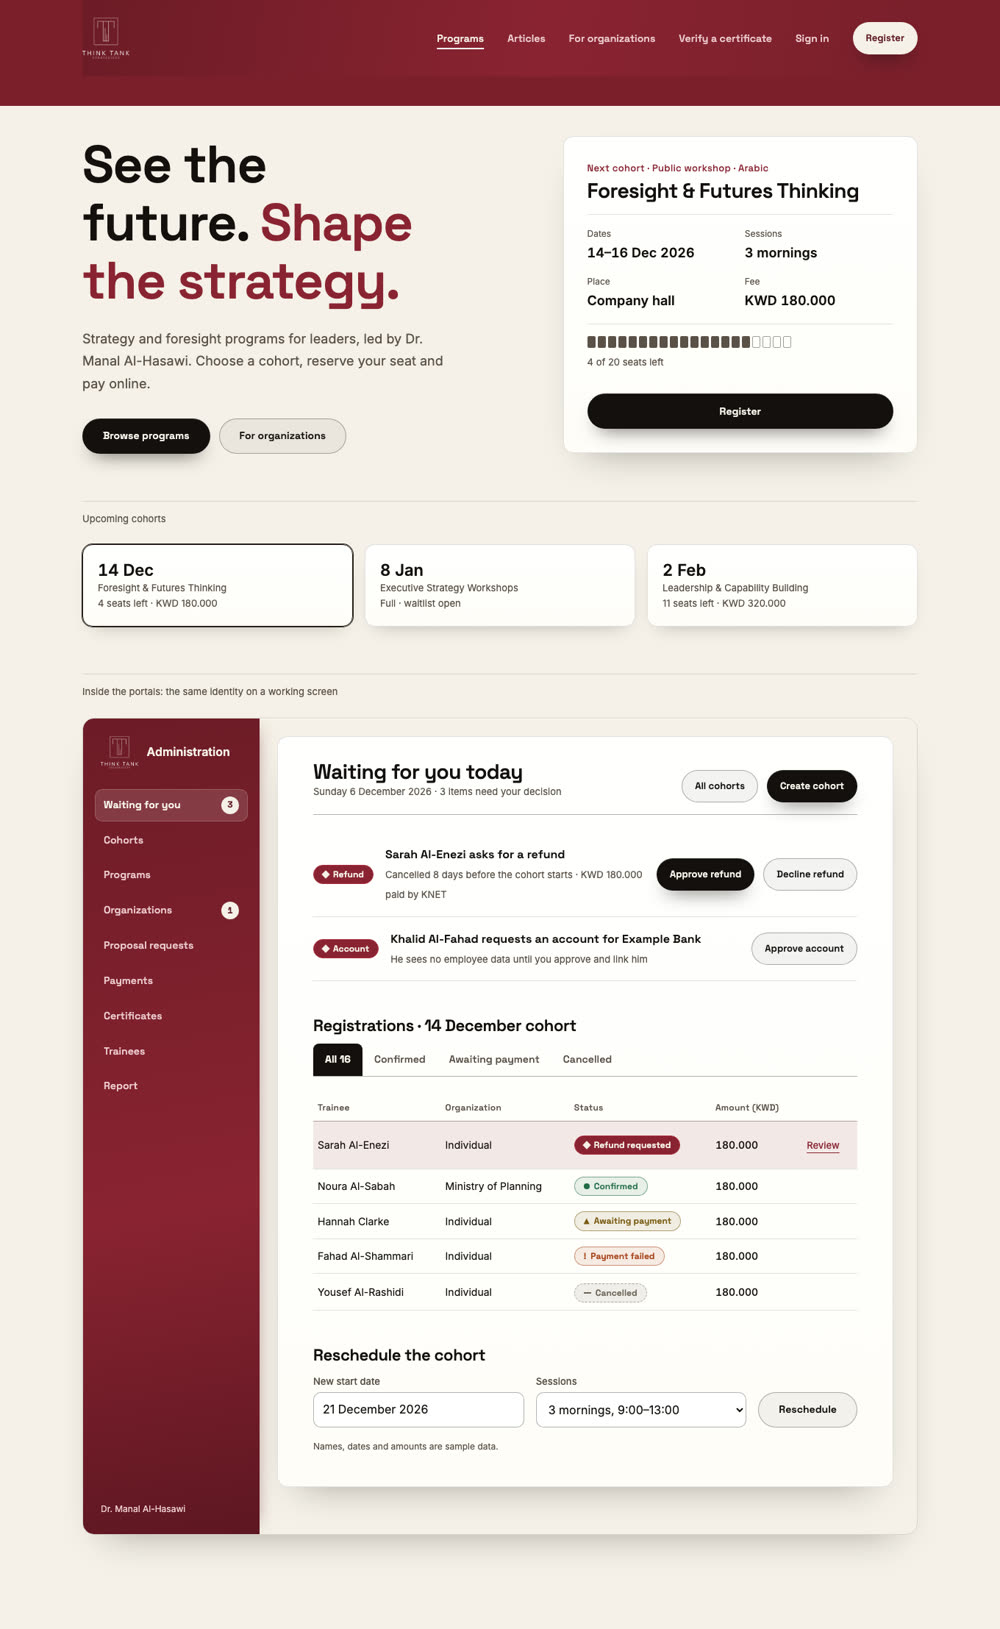 THINK TANK
Programs
Articles
For organizations
Verify a certificate
Sign in
Register
See the
future. Shape
the strategy.
Strategy and foresight programs for leaders, led by Dr.
Manal Al-Hasawi. Choose a cohort, reserve your seat and
pay online.
Browse programs
For organizations
Next cohort · Public workshop · Arabic
Foresight & Futures Thinking
Dates
Sessions
14–16 Dec 2026
3 mornings
Place
Fee
Company hall
KWD 180.000
4 of 20 seats left
Register
Upcoming cohorts
14 Dec
Foresight & Futures Thinking
4 seats left · KWD 180.000
8 Jan
Executive Strategy Workshops
Full · waitlist open
2 Feb
Leadership & Capability Building
11 seats left · KWD 320.000
Inside the portals: the same identity on a working screen
THINK TANK
Administration
Waiting for you 3
Cohorts
Programs
Organizations 1
Proposal requests
Payments
Certificates
Trainees
Report
Dr. Manal Al-Hasawi
Waiting for you today
Sunday 6 December 2026 · 3 items need your decision
All cohorts
Create cohort
◆ Refund
Sarah Al-Enezi asks for a refund
Cancelled 8 days before the cohort starts · KWD 180.000
paid by KNET
Approve refund
Decline refund
◆ Account
Khalid Al-Fahad requests an account for Example Bank
He sees no employee data until you approve and link him
Approve account
Registrations · 14 December cohort
All 16
Confirmed
Awaiting payment
Cancelled
Trainee Organization Status Amount (KWD)
Sarah Al-Enezi Individual ◆ Refund requested 180.000 Review
Noura Al-Sabah Ministry of Planning ● Confirmed 180.000
Hannah Clarke Individual ▲ Awaiting payment 180.000
Fahad Al-Shammari Individual ! Payment failed 180.000
Yousef Al-Rashidi Individual — Cancelled 180.000
Reschedule the cohort
New start date
Sessions
21 December 2026
3 mornings, 9:00–13:00
Reschedule
Names, dates and amounts are sample data.